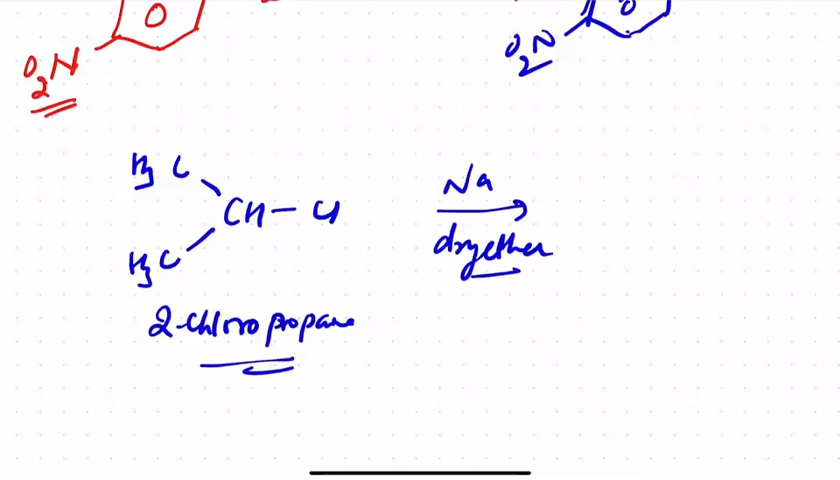 O₂N
O₂N
H₃C
CH – Cl
H₃C
Na
dry ether
2-chloropropane